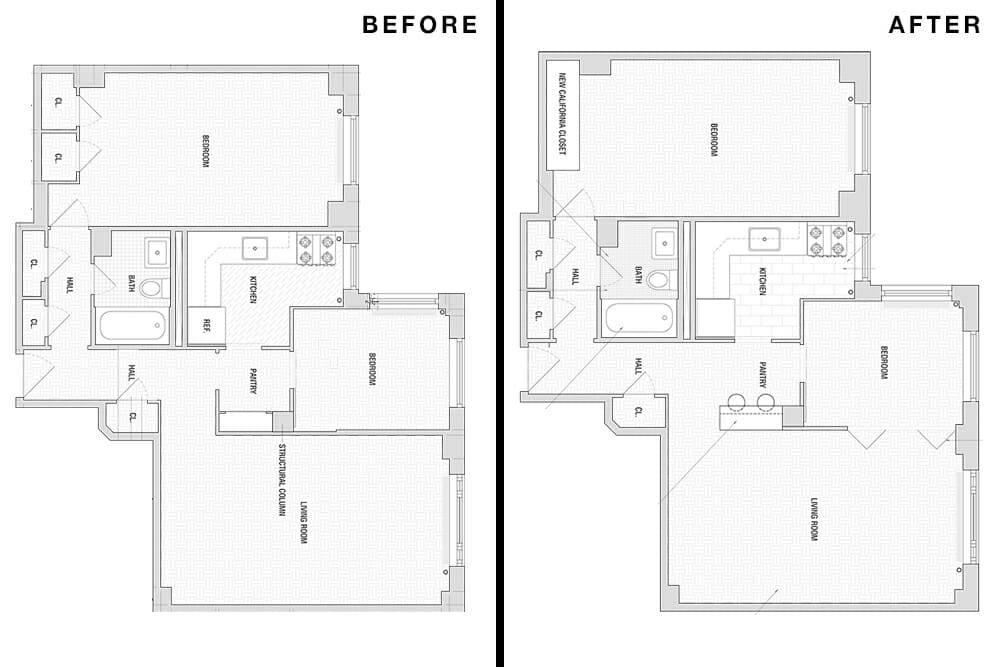 BEFORE
CL.
CL.
BEDROOM
CL.
HALL
BATH
KITCHEN
CL.
REF.
HALL
PANTRY
BEDROOM
CL.
STRUCTURAL COLUMN
LIVING ROOM
AFTER
NEW CALIFORNIA CLOSET
BEDROOM
CL.
HALL
BATH
KITCHEN
CL.
HALL
PANTRY
BEDROOM
CL.
LIVING ROOM